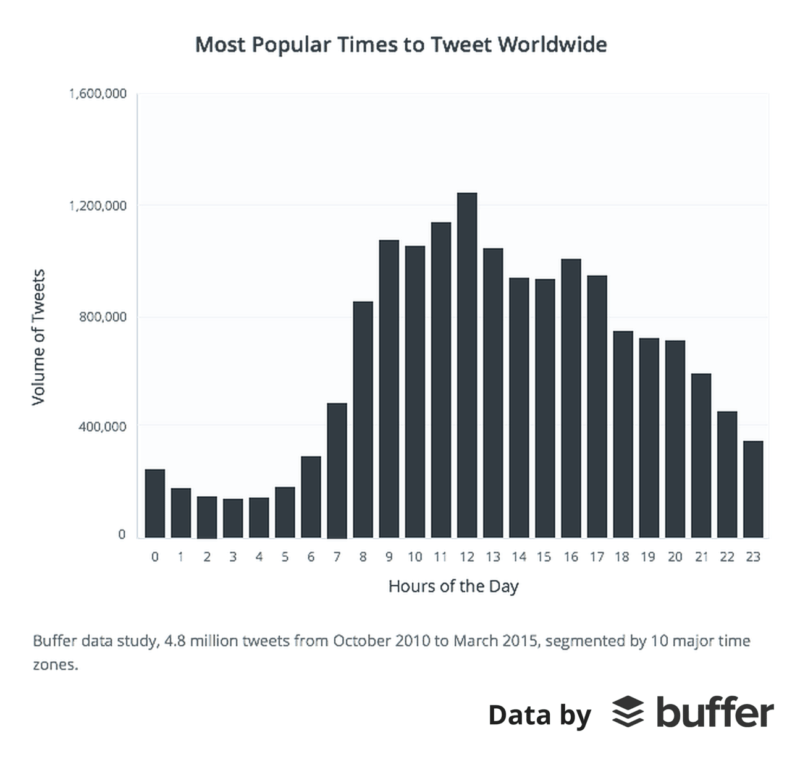 Most Popular Times to Tweet Worldwide
1,600,000
1,200,000
800,000
400,000
0
Volume of Tweets
0 1 2 3 4 5 6 7 8 9 10 11 12 13 14 15 16 17 18 19 20 21 22 23
Hours of the Day
Buffer data study, 4.8 million tweets from October 2010 to March 2015, segmented by 10 major time
zones.
Data by buffer